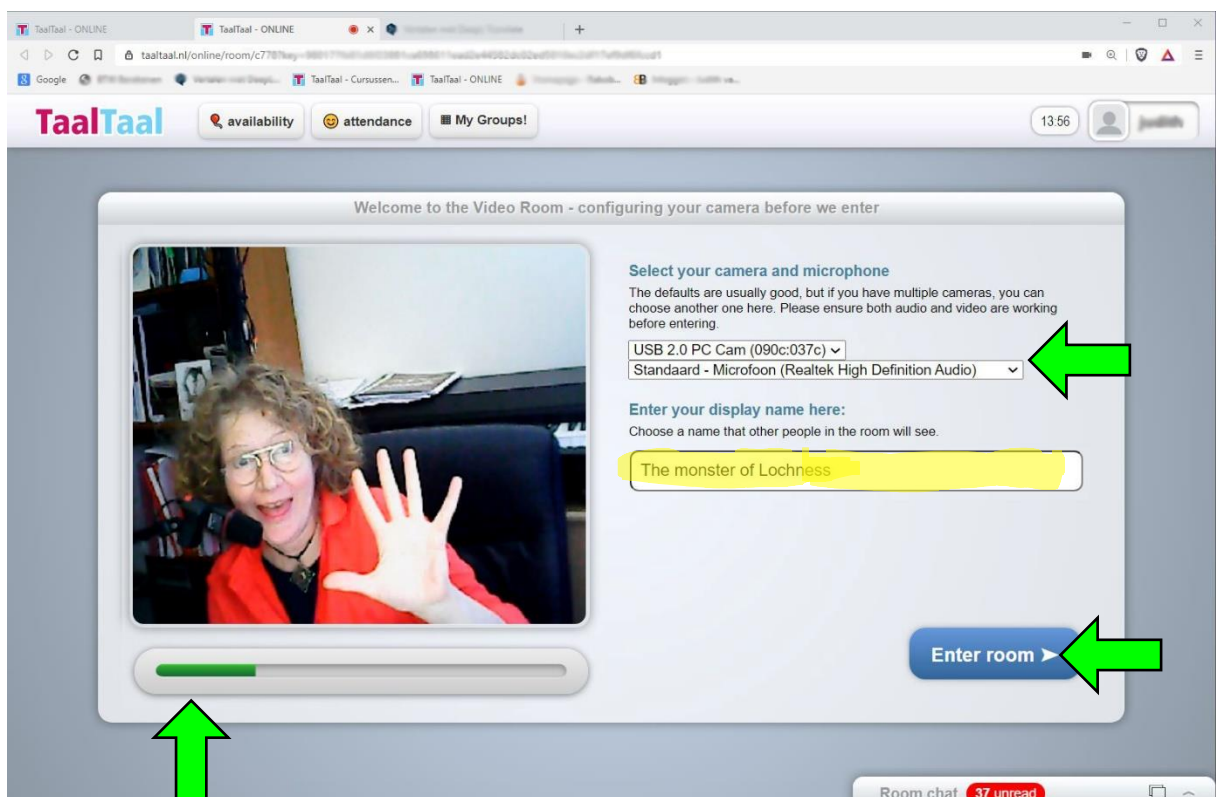 TaalTaal - ONLINE
TaalTaal - ONLINE
taaltaal.nl/online/room/c778?key=
Google
TaalTaal - Cursussen...
TaalTaal - ONLINE
TaalTaal
availability
attendance
My Groups!
13:56
Welcome to the Video Room - configuring your camera before we enter
Select your camera and microphone
The defaults are usually good, but if you have multiple cameras, you can
choose another one here. Please ensure both audio and video are working
before entering.
USB 2.0 PC Cam (090c:037c)
Standaard - Microfoon (Realtek High Definition Audio)
Enter your display name here:
Choose a name that other people in the room will see.
The monster of Lochness
Enter room ➤
Room chat 37 unread